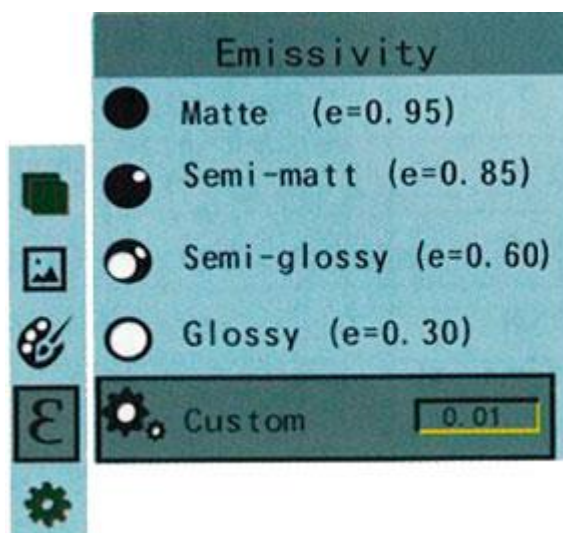 Emissivity
Matte (e=0.95)
Semi-matt (e=0.85)
Semi-glossy (e=0.60)
Glossy (e=0.30)
ε
Custom 0.01